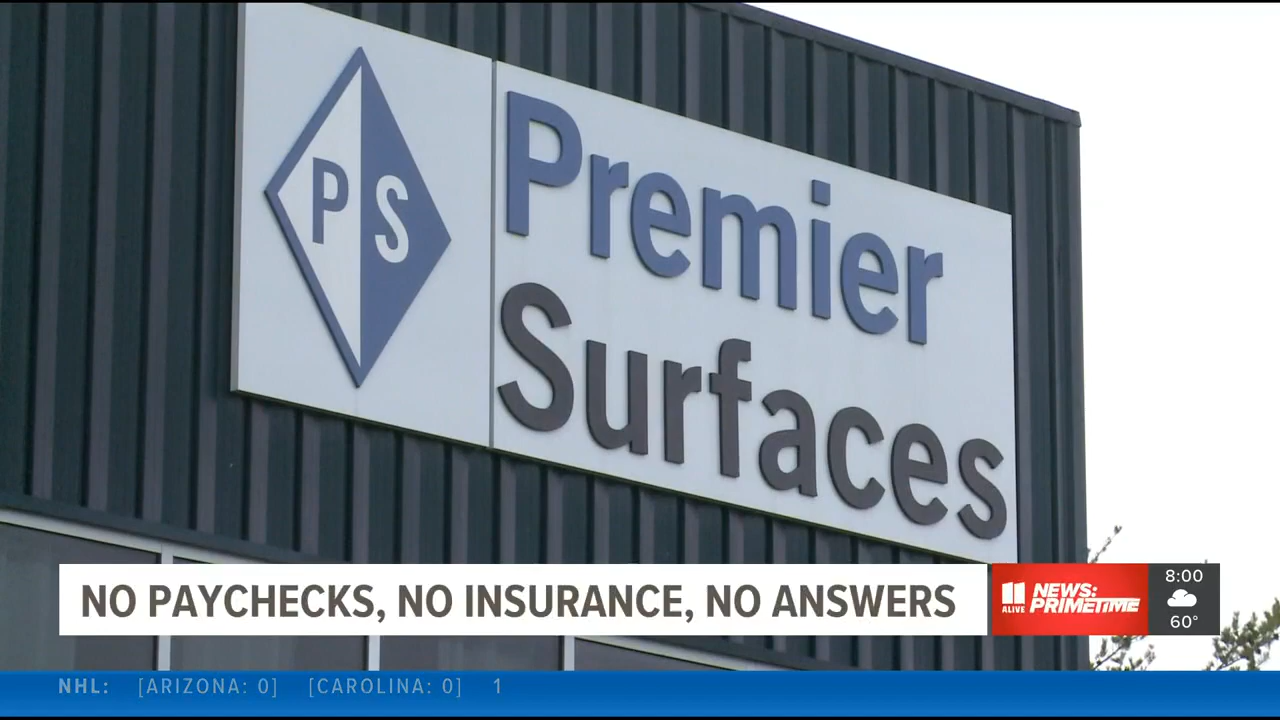 PS
Premier
Surfaces
NO PAYCHECKS, NO INSURANCE, NO ANSWERS
11 ALIVE
NEWS:
PRIMETIME
8:00
60°
NHL: [ARIZONA: 0] [CAROLINA: 0] 1